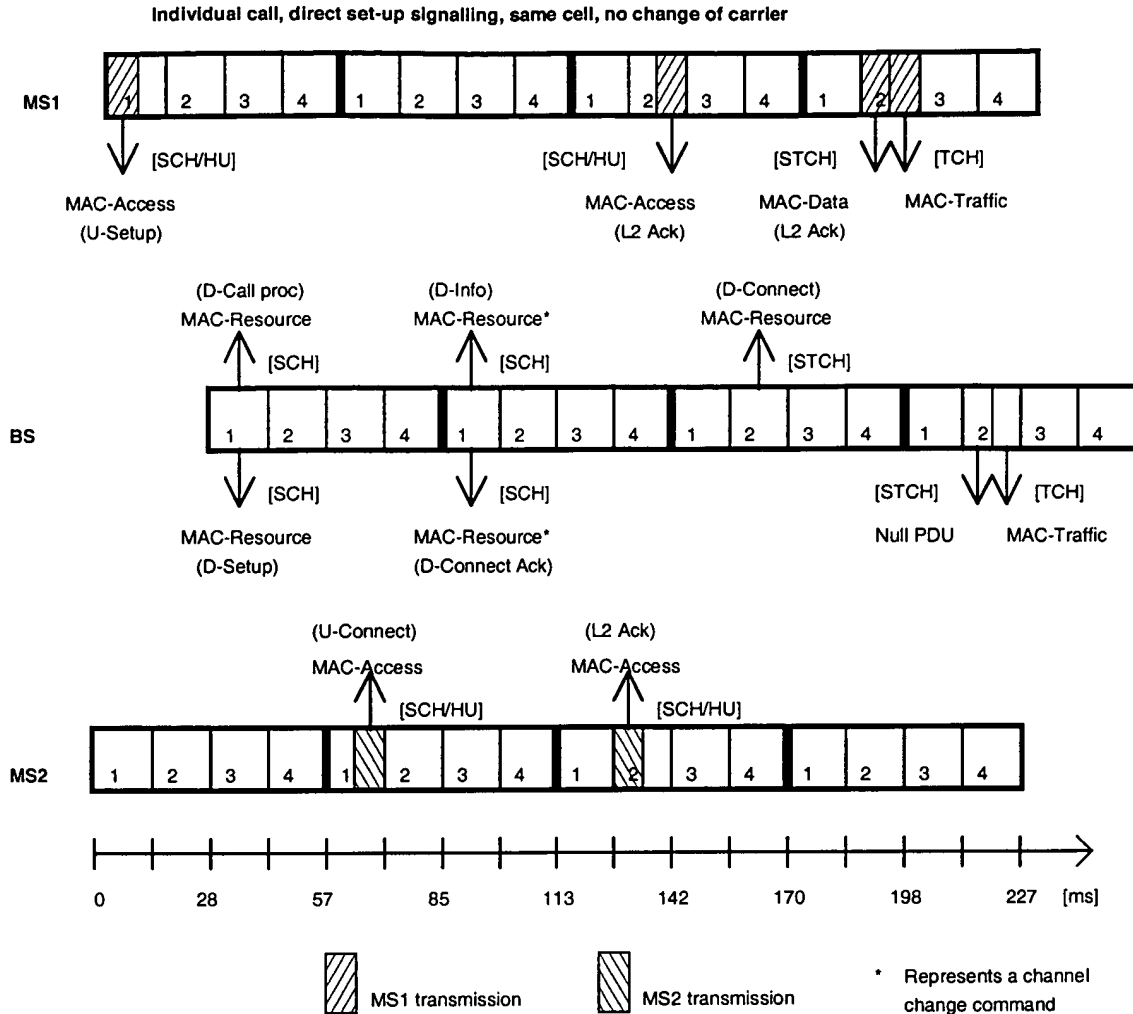 Individual call, direct set-up signalling, same cell, no change of carrier
MS1
1 2 3 4 1 2 3 4 1 2 3 4 1 2 3 4
[SCH/HU] [SCH/HU] [STCH] [TCH]
MAC-Access MAC-Access MAC-Data MAC-Traffic
(U-Setup) (L2 Ack) (L2 Ack)
(D-Call proc) (D-Info) (D-Connect)
MAC-Resource MAC-Resource* MAC-Resource
[SCH] [SCH] [STCH]
BS
1 2 3 4 1 2 3 4 1 2 3 4 1 2 3 4
[SCH] [SCH] [STCH] [TCH]
MAC-Resource MAC-Resource* Null PDU MAC-Traffic
(D-Setup) (D-Connect Ack)
(U-Connect) (L2 Ack)
MAC-Access MAC-Access
[SCH/HU] [SCH/HU]
MS2
1 2 3 4 1 2 3 4 1 2 3 4 1 2 3 4
0 28 57 85 113 142 170 198 227 [ms]
MS1 transmission MS2 transmission * Represents a channel
change command